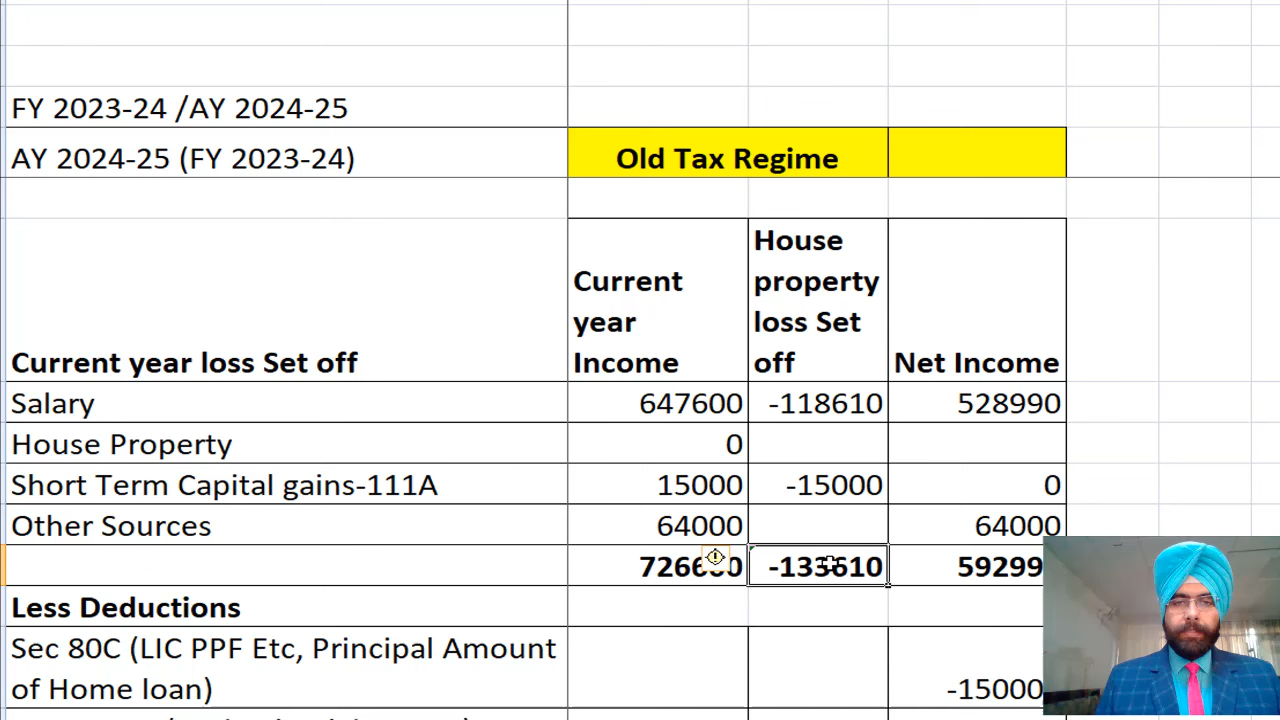 FY 2023-24 /AY 2024-25
AY 2024-25 (FY 2023-24) Old Tax Regime
Current year loss Set off Current year Income House property loss Set off Net Income
Salary 647600 -118610 528990
House Property 0
Short Term Capital gains-111A 15000 -15000 0
Other Sources 64000 64000
726600 -133610 59299
Less Deductions
Sec 80C (LIC PPF Etc, Principal Amount
of Home loan) -15000